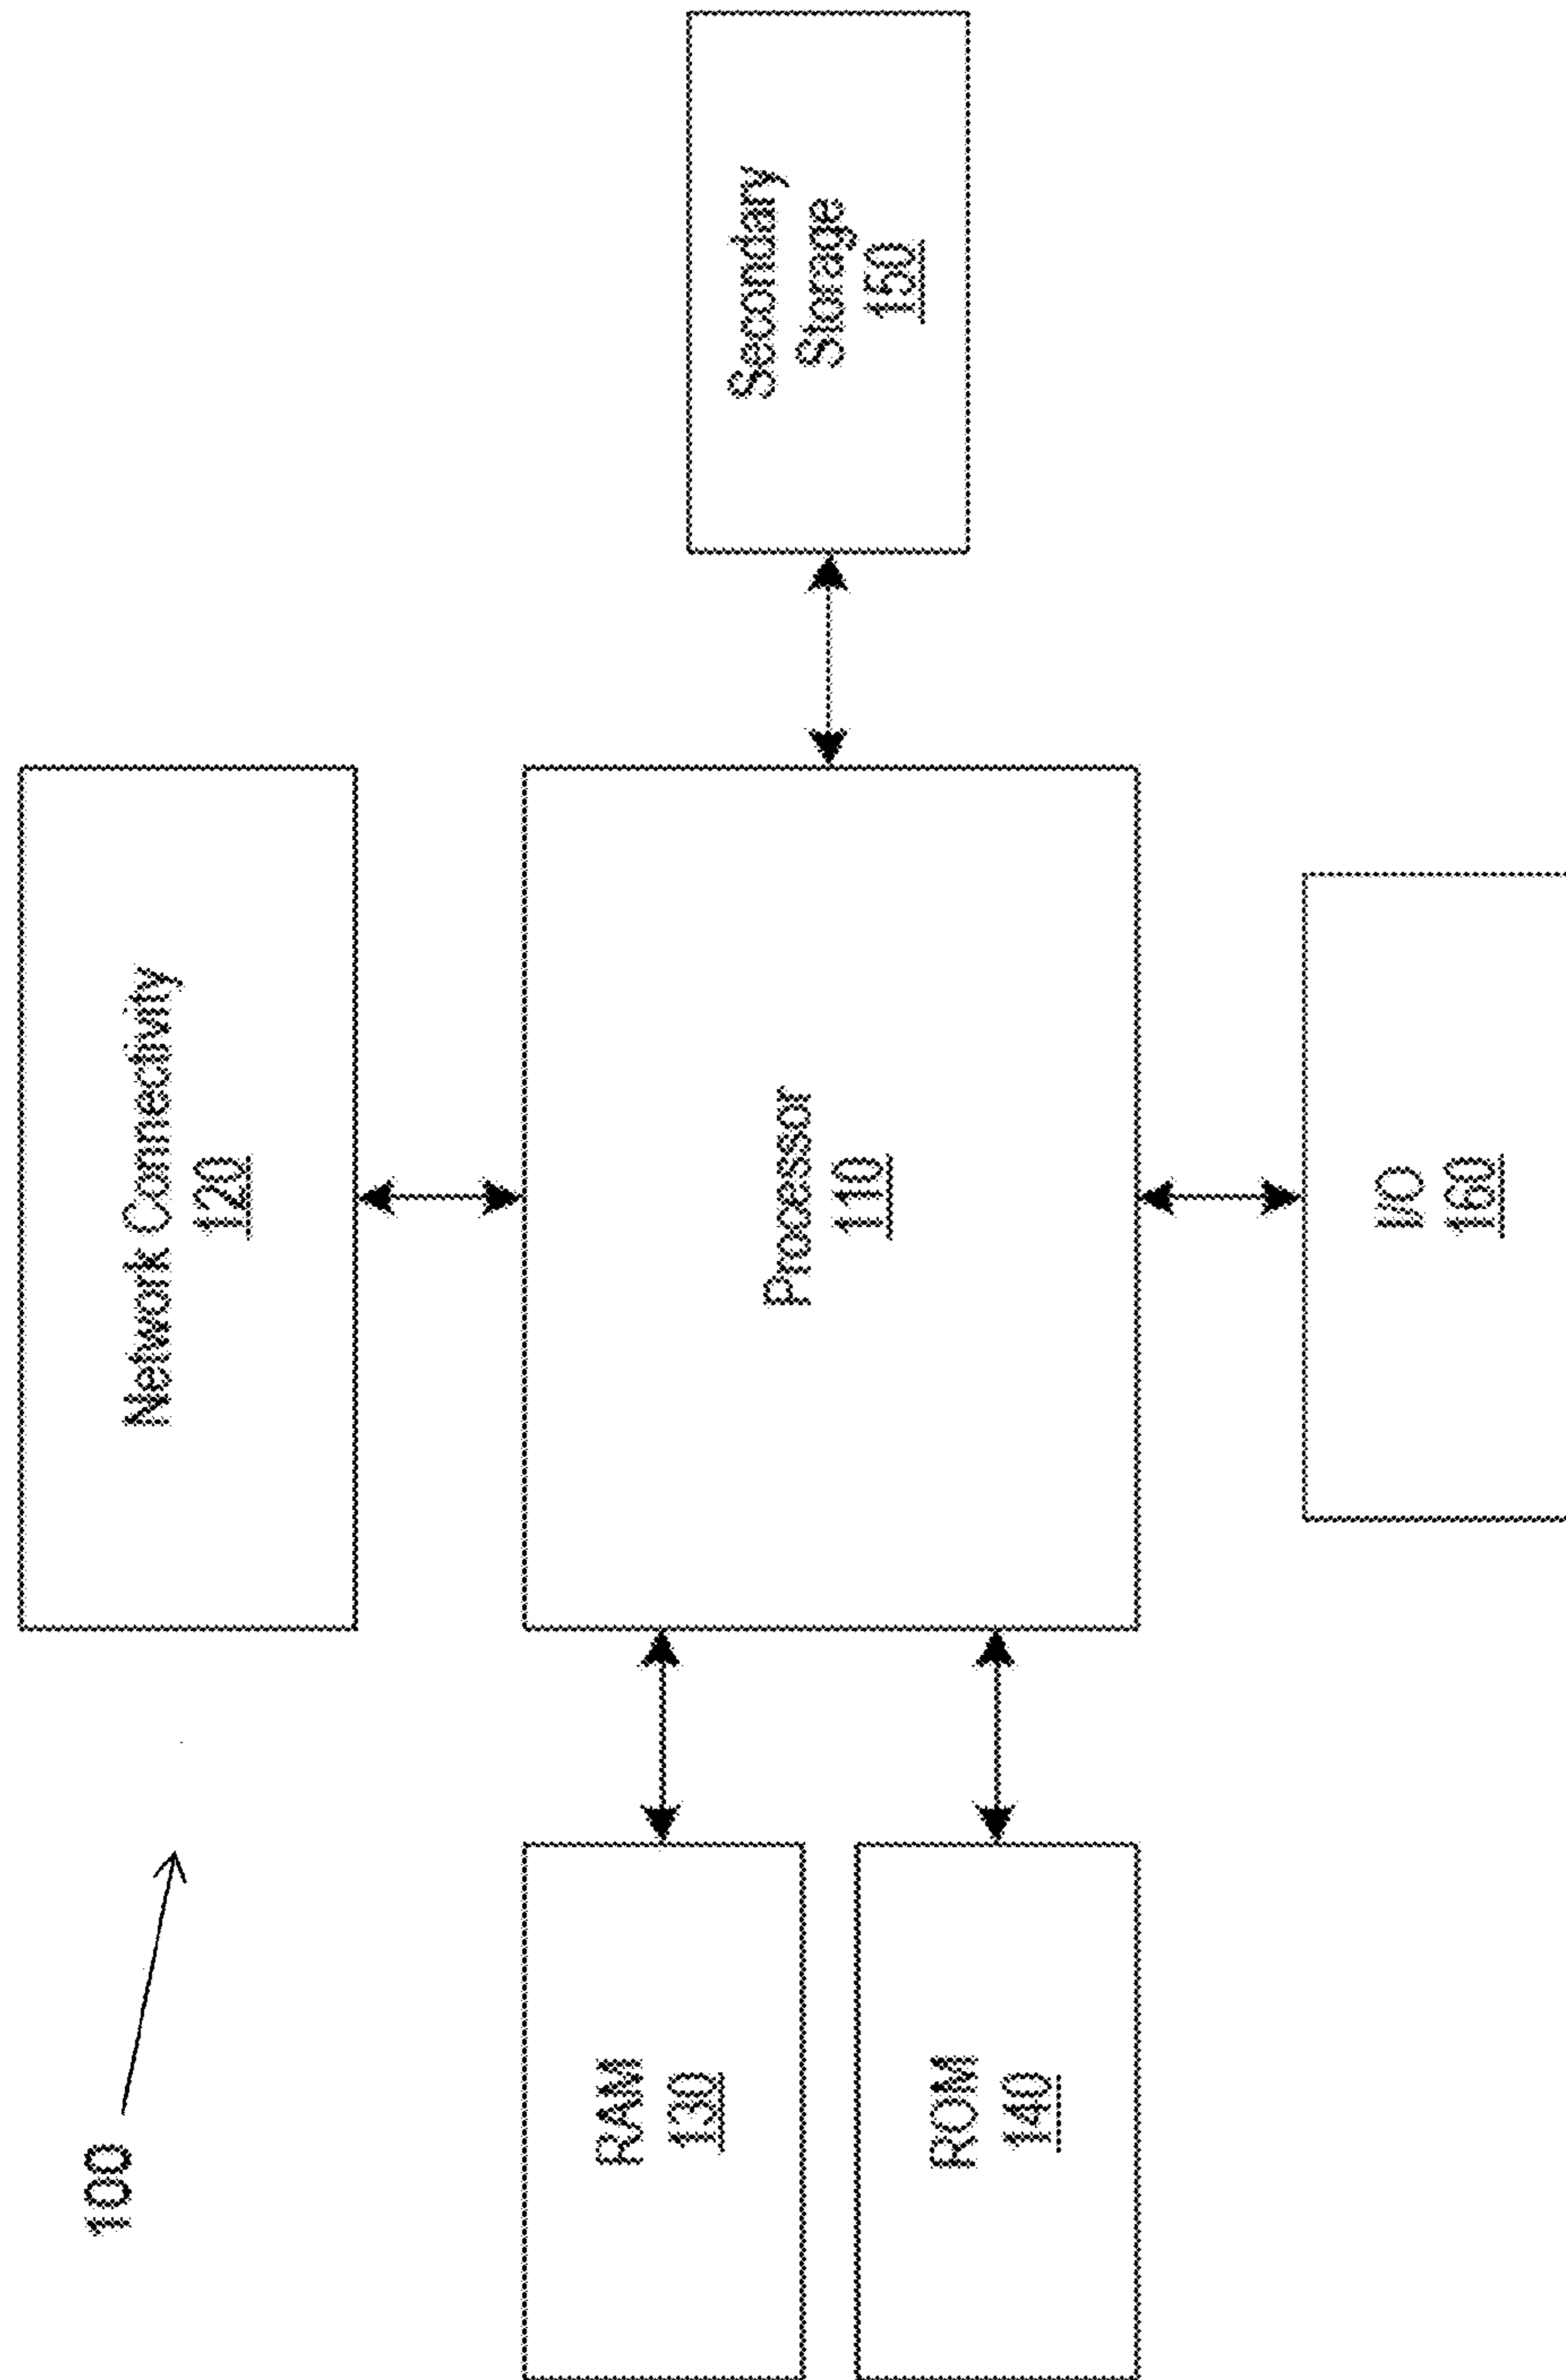 100
Network Connectivity
120
RAM
130
Processor
110
Secondary
Storage
150
ROM
140
I/O
160